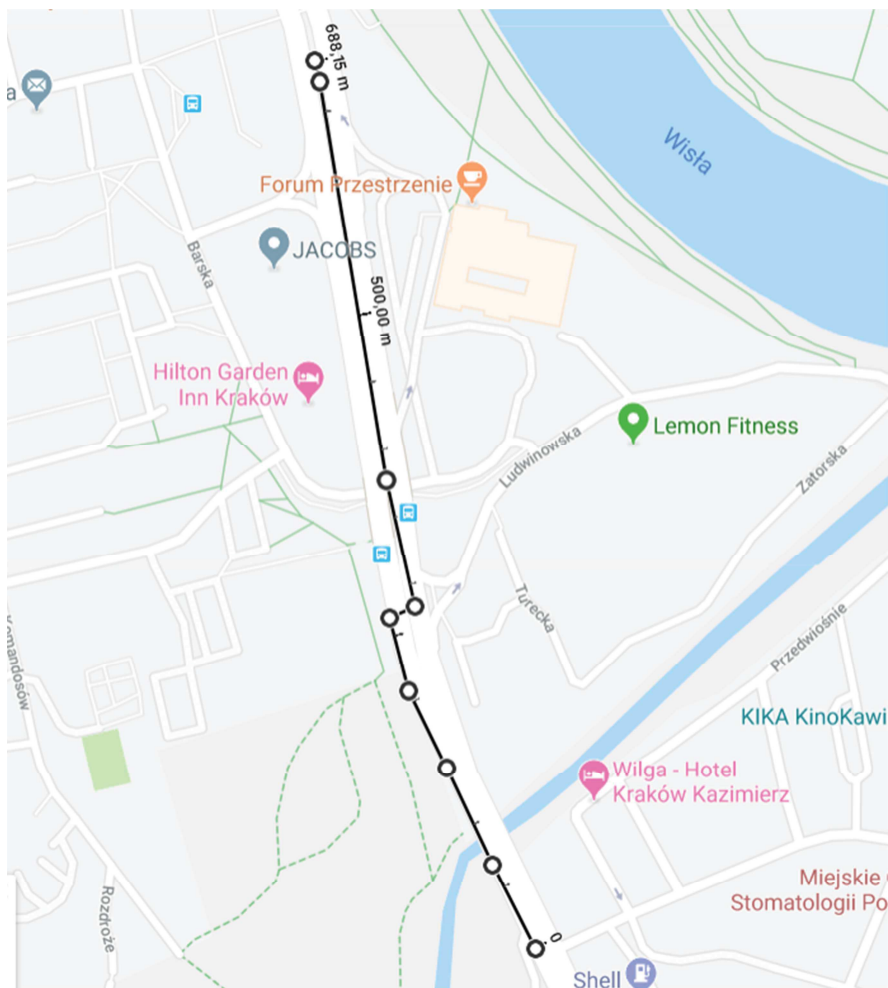 688,15 m
a
Wisła
Forum Przestrzenie
Barska
JACOBS
500,00 m
Hilton Garden
Inn Kraków
Lemon Fitness
Ludwinowska
Zatorska
Turecka
Przedwiośnie
Komandosów
KIKA KinoKawi
Wilga - Hotel
Kraków Kazimierz
Miejskie
Stomatologii Po
Rozdroże
0
Shell